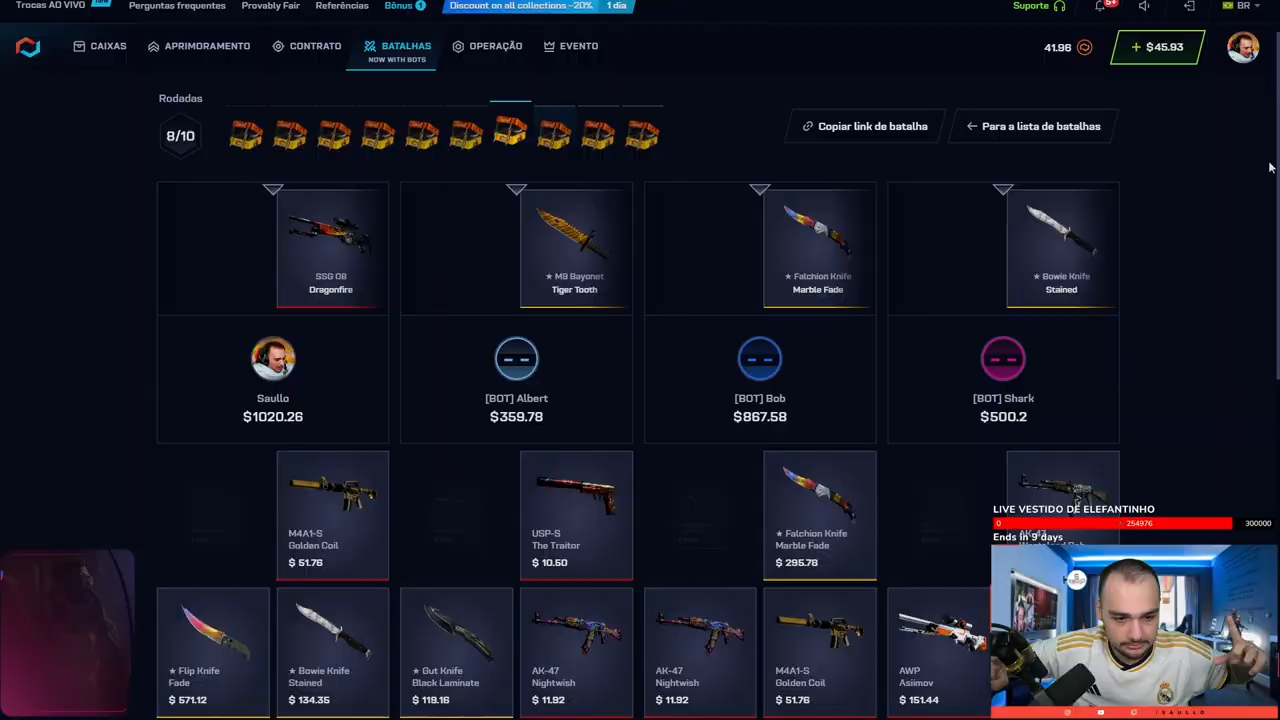 Trocas AO VIVO
Perguntas frequentes
Provably Fair
Referências
Bônus 1
Discount on all collections -20%
1 dia
Suporte
5+
BR
CAIXAS
APRIMORAMENTO
CONTRATO
BATALHAS
NOW WITH BOTS
OPERAÇÃO
EVENTO
41.96
+ $45.93
Rodadas
8/10
Copiar link de batalha
Para a lista de batalhas
SSG 08
Dragonfire
★ M9 Bayonet
Tiger Tooth
★ Falchion Knife
Marble Fade
★ Bowie Knife
Stained
Saullo
$1020.26
[BOT] Albert
$359.78
[BOT] Bob
$867.58
[BOT] Shark
$500.2
M4A1-S
Golden Coil
$ 51.76
USP-S
The Traitor
$ 10.50
★ Falchion Knife
Marble Fade
$ 295.78
LIVE VESTIDO DE ELEFANTINHO
0
254976
300000
Ends in 9 days
★ Flip Knife
Fade
$ 571.12
★ Bowie Knife
Stained
$ 134.35
★ Gut Knife
Black Laminate
$ 119.16
AK-47
Nightwish
$ 11.92
AK-47
Nightwish
$ 11.92
M4A1-S
Golden Coil
$ 51.76
AWP
Asiimov
$ 151.44